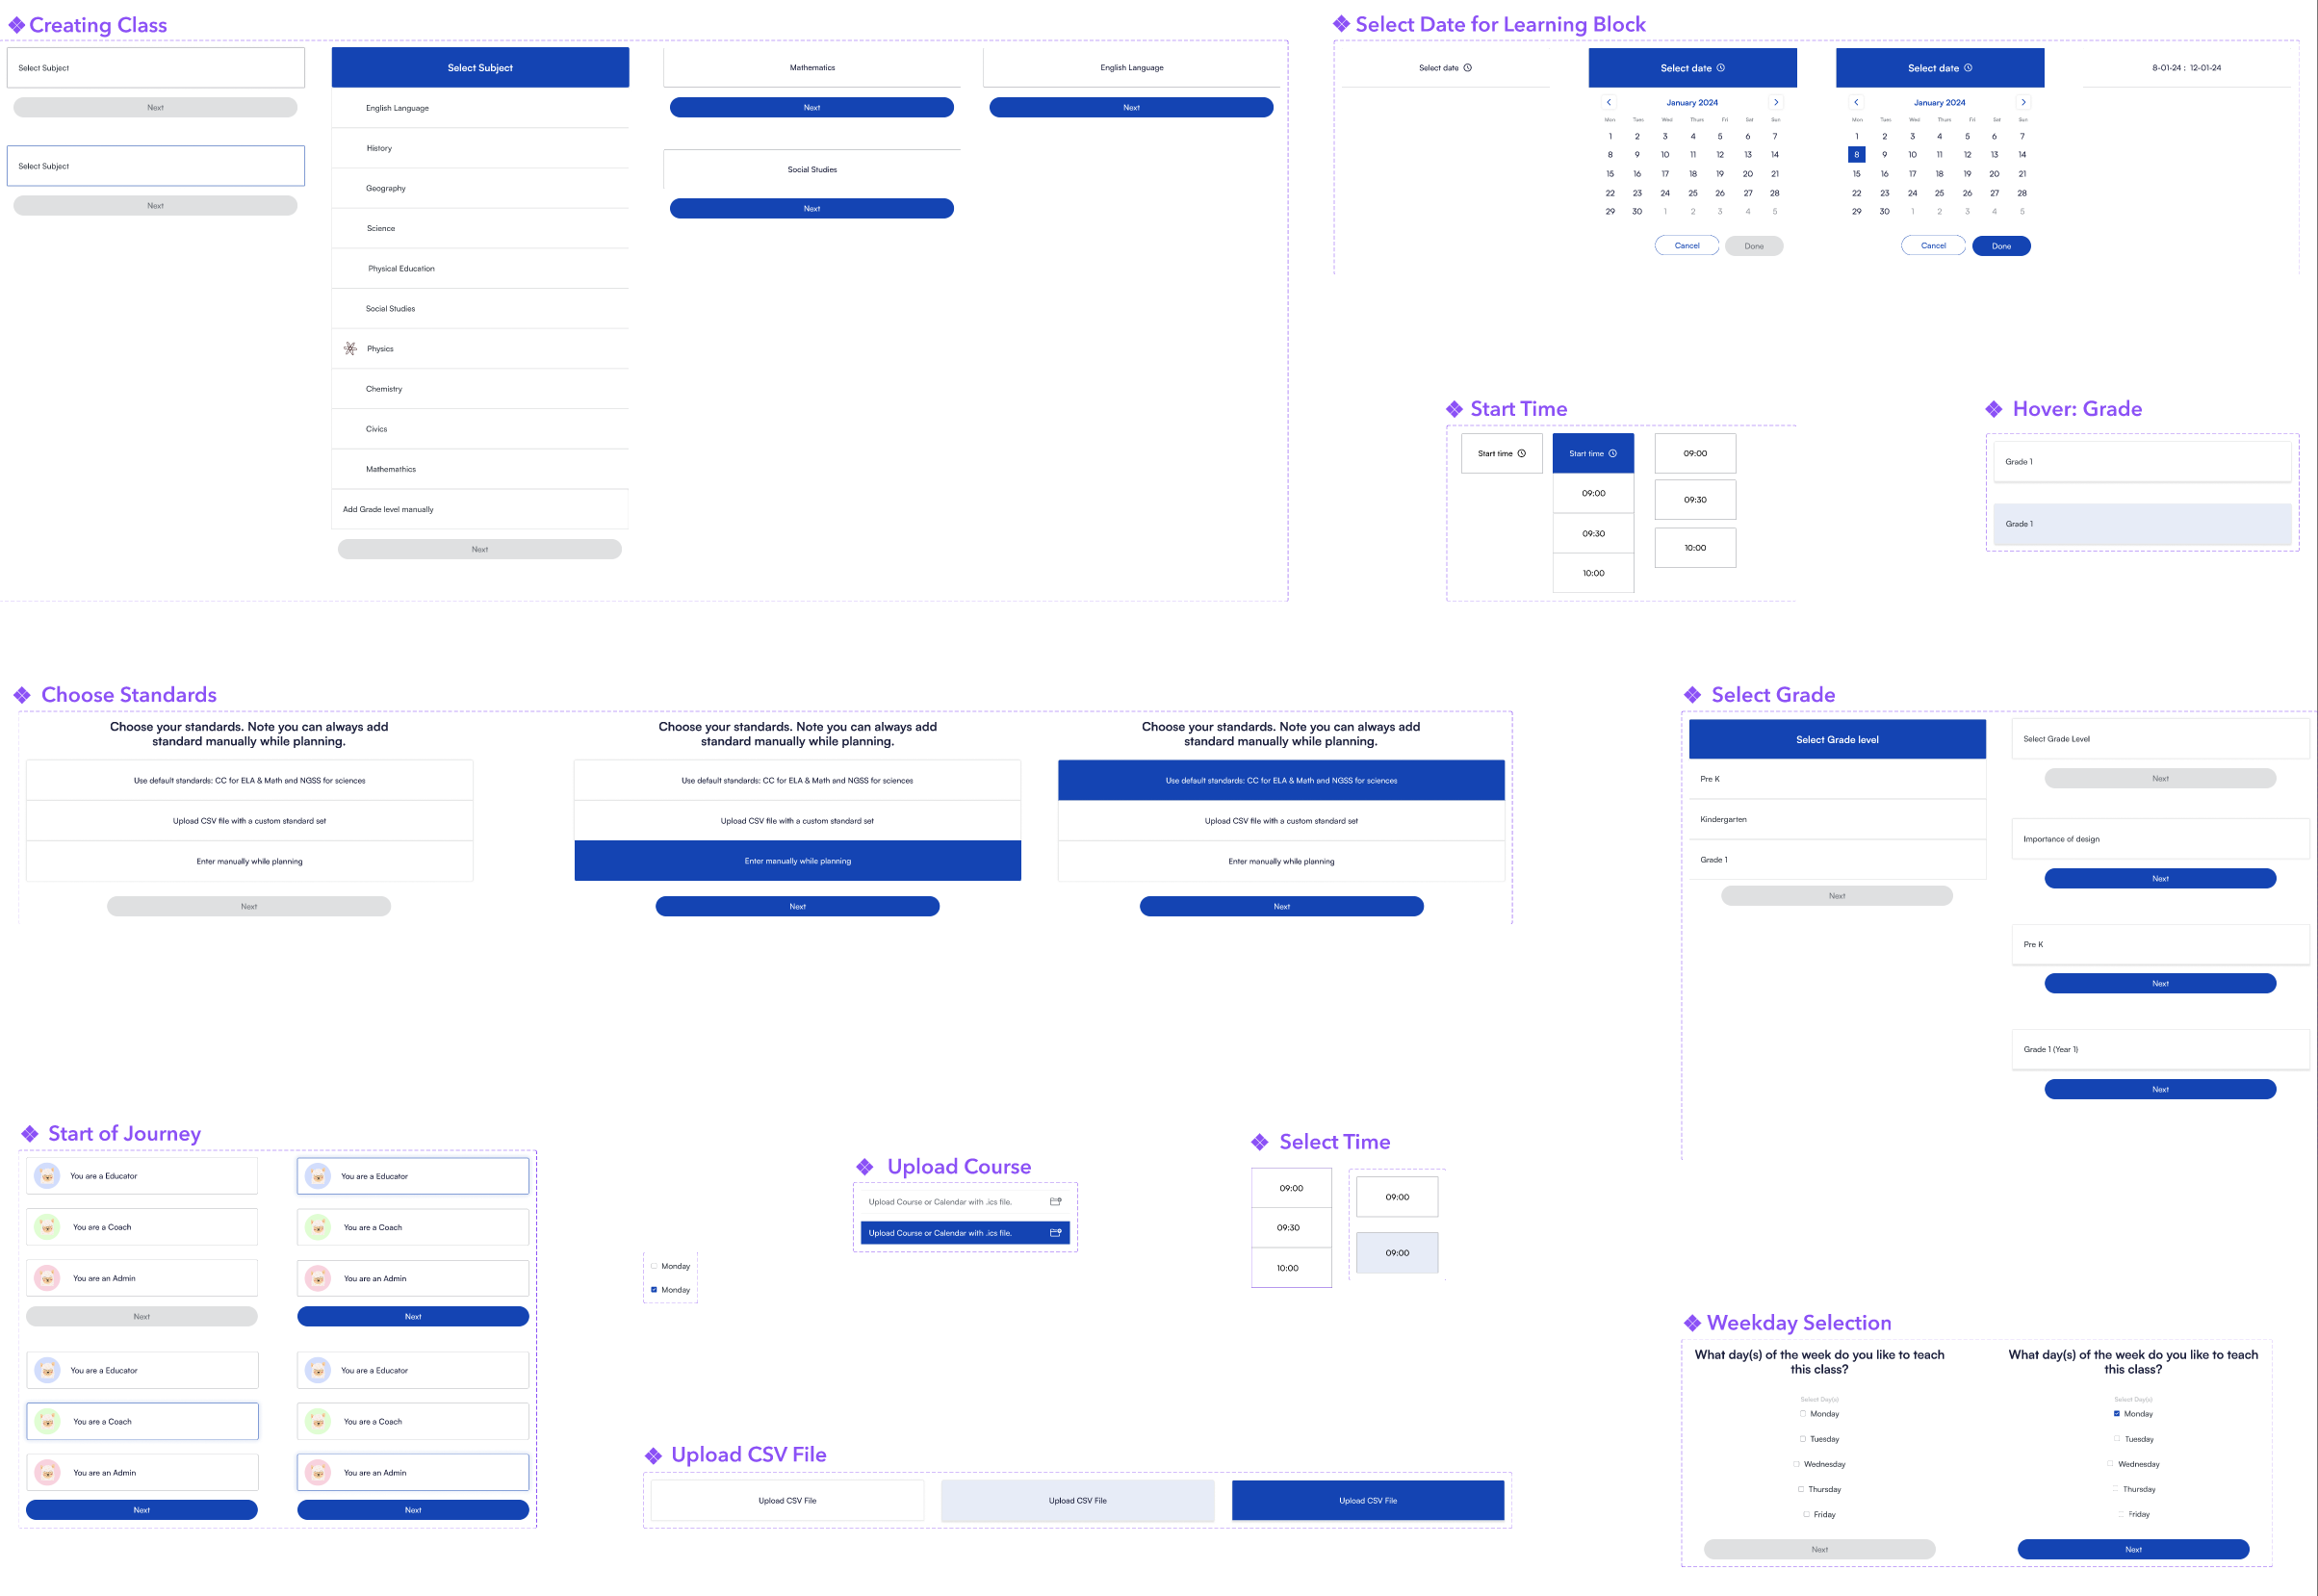 Creating Class
Select Subject
Next
Select Subject
Next
Select Subject
English Language
History
Geography
Science
Physical Education
Social Studies
Physics
Chemistry
Civics
Mathemathics
Add Grade level manually
Next
Mathematics
Next
Social Studies
Next
English Language
Next
Select Date for Learning Block
Select date
Select date
January 2024
Mon Tues Wed Thurs Fri Sat Sun
1 2 3 4 5 6 7
8 9 10 11 12 13 14
15 16 17 18 19 20 21
22 23 24 25 26 27 28
29 30 1 2 3 4 5
Cancel Done
Select date
January 2024
Mon Tues Wed Thurs Fri Sat Sun
1 2 3 4 5 6 7
8 9 10 11 12 13 14
15 16 17 18 19 20 21
22 23 24 25 26 27 28
29 30 1 2 3 4 5
Cancel Done
8-01-24 : 12-01-24
Start Time
Start time
Start time
09:00
09:30
10:00
09:00
09:30
10:00
Hover: Grade
Grade 1
Grade 1
Choose Standards
Choose your standards. Note you can always add
standard manually while planning.
Use default standards: CC for ELA & Math and NGSS for sciences
Upload CSV file with a custom standard set
Enter manually while planning
Next
Choose your standards. Note you can always add
standard manually while planning.
Use default standards: CC for ELA & Math and NGSS for sciences
Upload CSV file with a custom standard set
Enter manually while planning
Next
Choose your standards. Note you can always add
standard manually while planning.
Use default standards: CC for ELA & Math and NGSS for sciences
Upload CSV file with a custom standard set
Enter manually while planning
Next
Select Grade
Select Grade level
Pre K
Kindergarten
Grade 1
Next
Select Grade Level
Next
Importance of design
Next
Pre K
Next
Grade 1 (Year 1)
Next
Start of Journey
You are a Educator
You are a Coach
You are an Admin
Next
You are a Educator
You are a Coach
You are an Admin
Next
You are a Educator
You are a Coach
You are an Admin
Next
You are a Educator
You are a Coach
You are an Admin
Next
Monday
Monday
Upload Course
Upload Course or Calendar with .ics file.
Upload Course or Calendar with .ics file.
Select Time
09:00
09:30
10:00
09:00
09:00
Upload CSV File
Upload CSV File
Upload CSV File
Upload CSV File
Weekday Selection
What day(s) of the week do you like to teach
this class?
Select Day(s)
Monday
Tuesday
Wednesday
Thursday
Friday
Next
What day(s) of the week do you like to teach
this class?
Select Day(s)
Monday
Tuesday
Wednesday
Thursday
Friday
Next